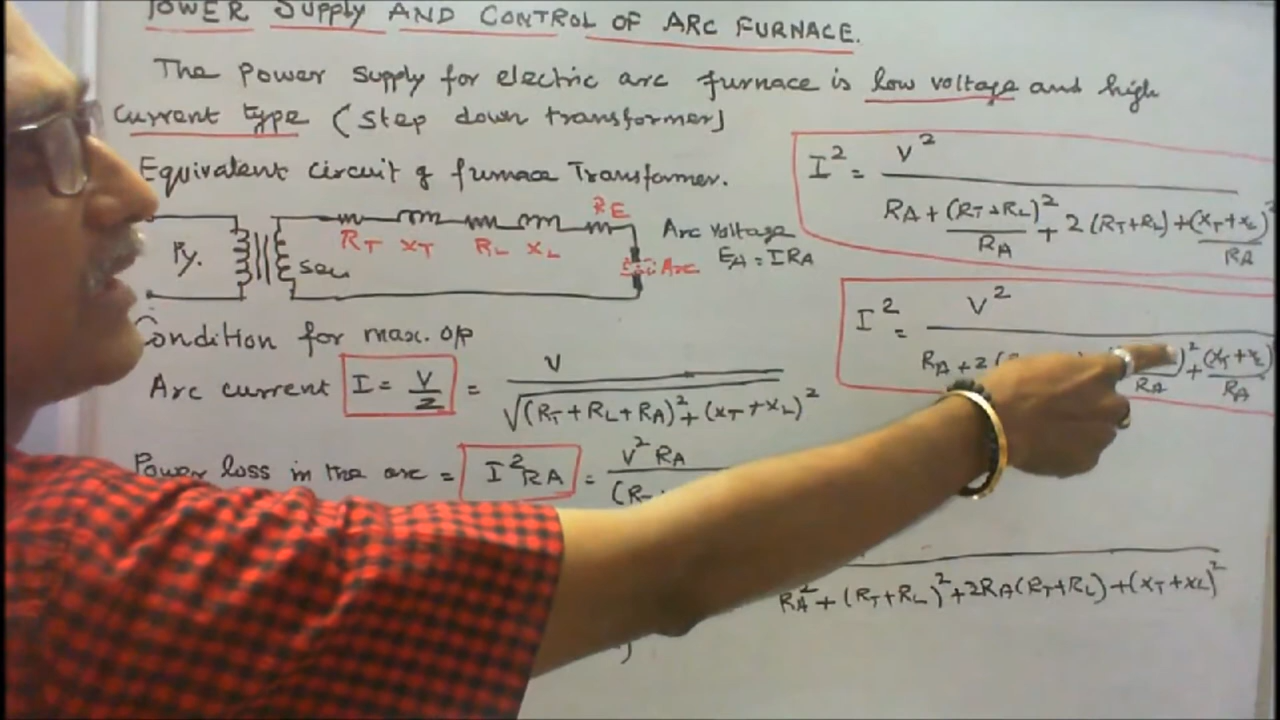 POWER Supply AND CONTROL OF ARC FURNACE.
The power supply for electric arc furnace is low voltage and high
current type (step down transformer)
Equivalent circuit of furnace Transformer.
Py.
Sec
RT XT RL XL RE
Arc
Arc voltage
EA = IRA
Condition for max. o/p
Arc current I = V/Z = V / √(RT+RL+RA)²+(XT+XL)²
Power loss in the arc = I²RA = V²RA
I² = V² / RA + (RT+RL)²/RA + 2(RT+RL) + (XT+XL)²/RA
I² = V² / RA + 2( )²/RA + (XT+XL)²/RA
RA² + (RT+RL)² + 2RA(RT+RL) + (XT+XL)²